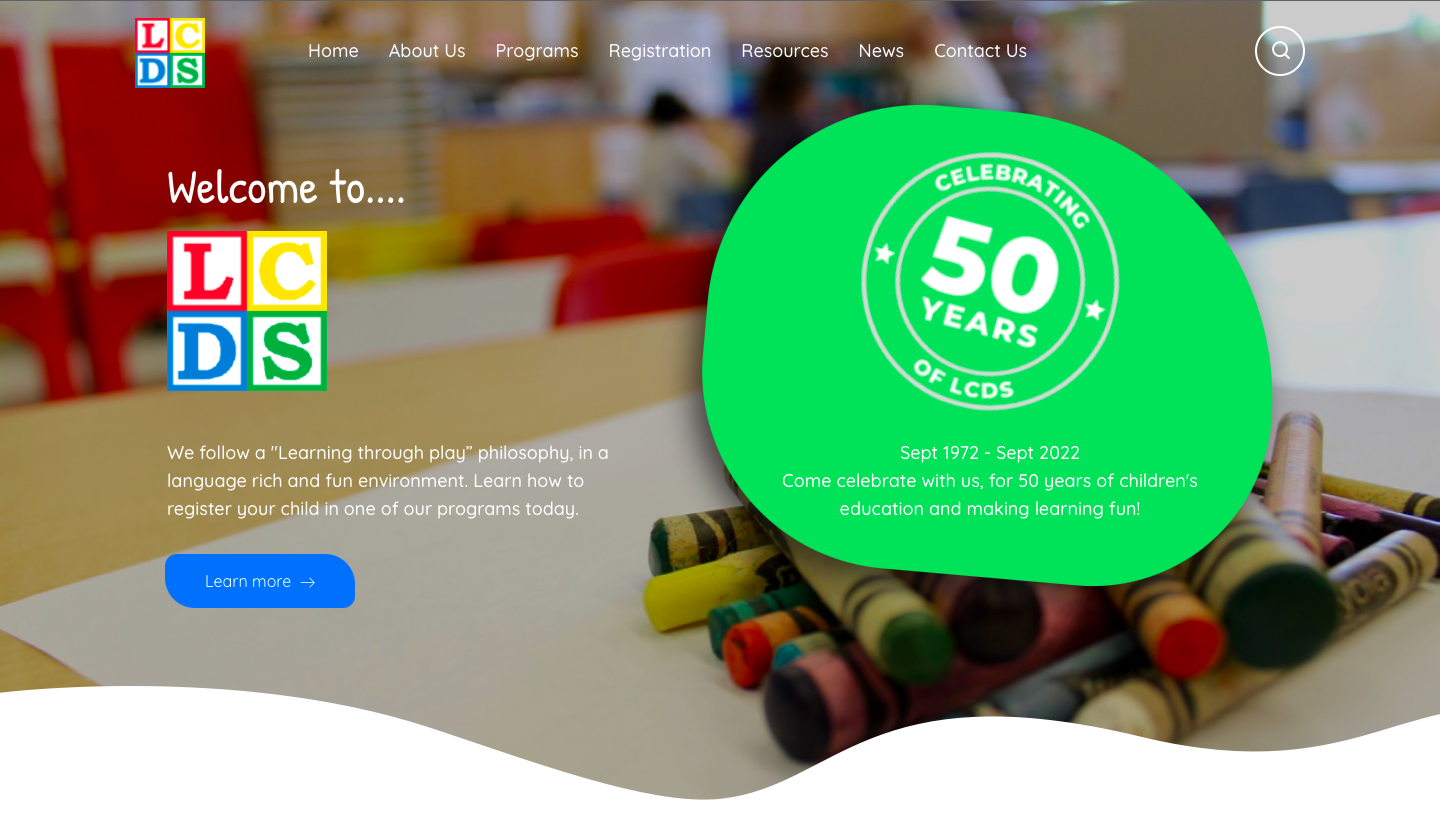 L C
D S
Home About Us Programs Registration Resources News Contact Us
Welcome to....
L C
D S
We follow a "Learning through play” philosophy, in a
language rich and fun environment. Learn how to
register your child in one of our programs today.
Learn more →
CELEBRATING
50
YEARS
OF LCDS
Sept 1972 - Sept 2022
Come celebrate with us, for 50 years of children's
education and making learning fun!